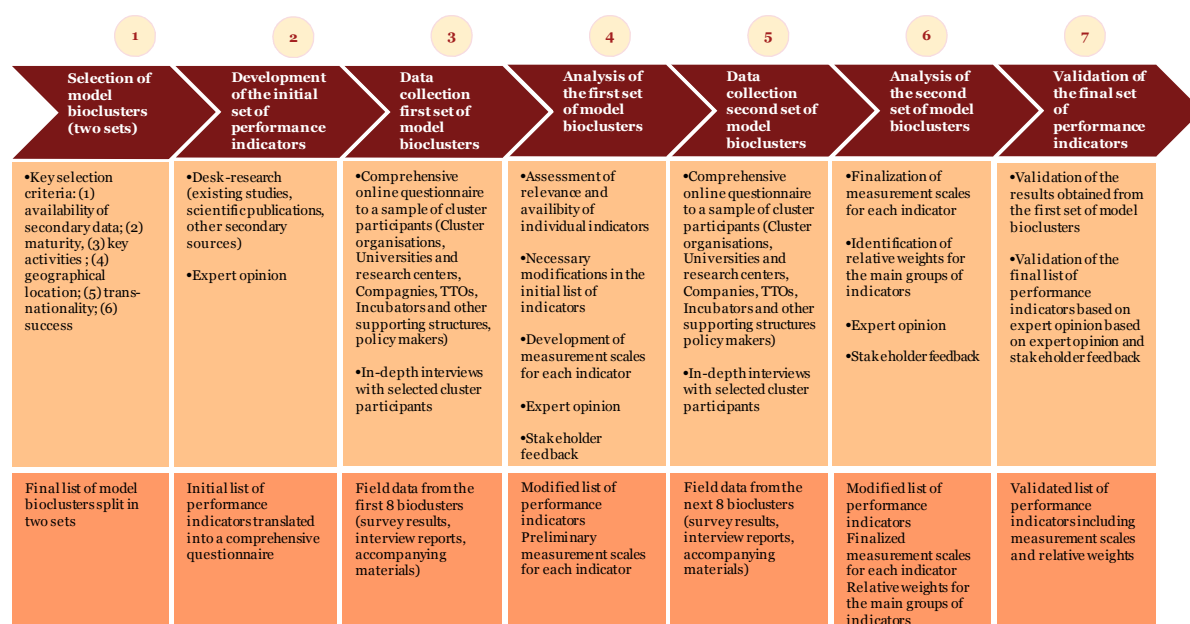 1
2
3
4
5
6
7
Selection of
model
bioclusters
(two sets)
Development
of the initial
set of
performance
indicators
Data
collection
first set of
model
bioclusters
Analysis of
the first set
of model
bioclusters
Data
collection
second set of
model
bioclusters
Analysis of
the second
set of model
bioclusters
Validation of
the final set
of
performance
indicators
•Key selection
criteria: (1)
availability of
secondary data; (2)
maturity, (3) key
activities ; (4)
geographical
location; (5) trans-
nationality; (6)
success
•Desk-research
(existing studies,
scientific publications,
other secondary
sources)
•Expert opinion
•Comprehensive
online questionnaire
to a sample of cluster
participants (Cluster
organisations,
Universities and
research centers,
Compagnies, TTOs,
Incubators and other
supporting structures,
policy makers)
•In-depth interviews
with selected cluster
participants
•Assessment of
relevance and
availibity of
individual indicators
•Necessary
modifications in the
initial list of
indicators
•Development of
measurement scales
for each indicator
•Expert opinion
•Stakeholder
feedback
•Comprehensive
online questionnaire
to a sample of cluster
participants (Cluster
organisations,
Universities and
research centers,
Companies, TTOs,
Incubators and other
supporting structures
policy makers)
•In-depth interviews
with selected cluster
participants
•Finalization of
measurement scales
for each indicator
•Identification of
relative weights for
the main groups of
indicators
•Expert opinion
•Stakeholder feedback
•Validation of the
results obtained from
the first set of model
bioclusters
•Validation of the
final list of
performance
indicators based on
expert opinion based
on expert opinion and
stakeholder feedback
Final list of model
bioclusters split in
two sets
Initial list of
performance
indicators translated
into a comprehensive
questionnaire
Field data from the
first 8 bioclusters
(survey results,
interview reports,
accompanying
materials)
Modified list of
performance
indicators
Preliminary
measurement scales
for each indicator
Field data from the
next 8 bioclusters
(survey results,
interview reports,
accompanying
materials)
Modified list of
performance
indicators
Finalized
measurement scales
for each indicator
Relative weights for
the main groups of
indicators
Validated list of
performance
indicators including
measurement scales
and relative weights